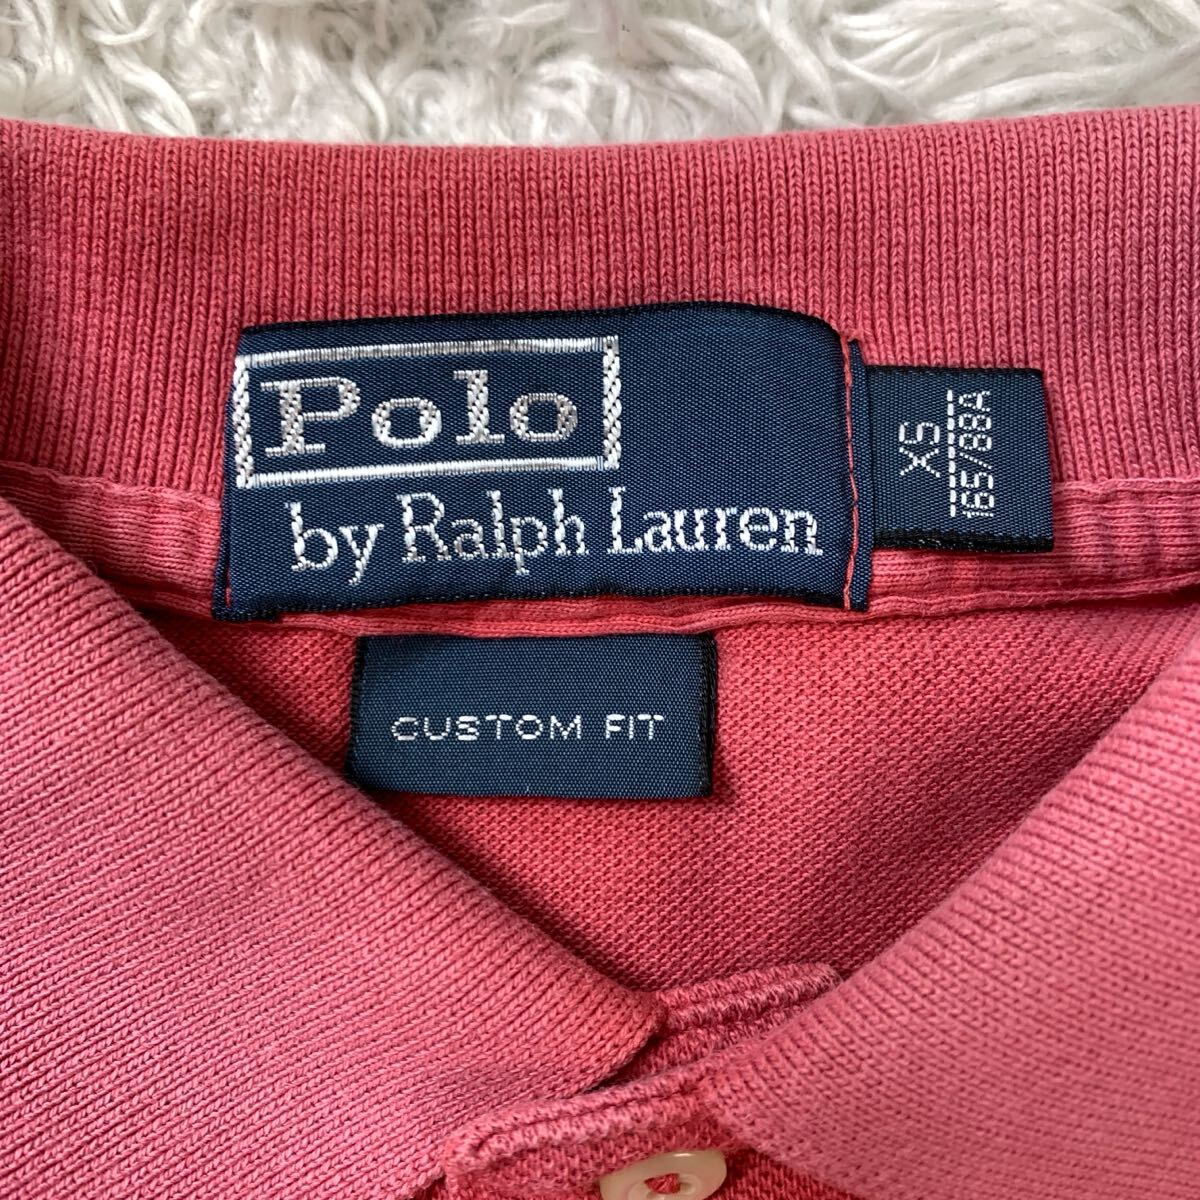 Polo
by Ralph Lauren
XS
165/88A
CUSTOM FIT